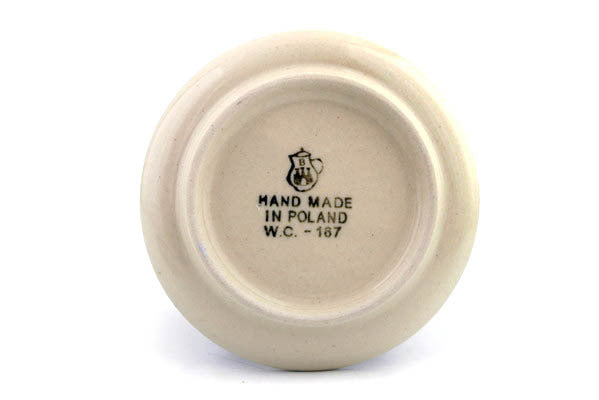 B
HAND MADE
IN POLAND
W.C. - 167